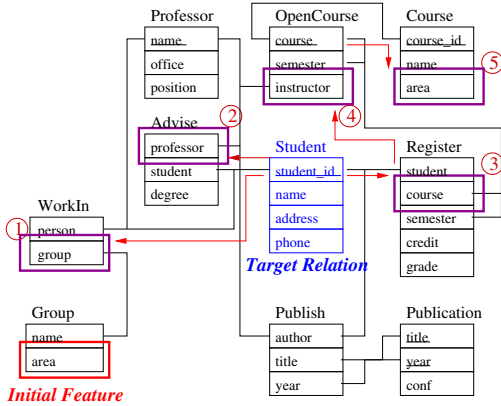 Professor
name
office
position
OpenCourse
course
semester
instructor
Course
course_id
name
area
⑤
②
④
Advise
professor
student
degree
Student
student_id
name
address
phone
Target Relation
Register
student
course
semester
credit
grade
③
①
WorkIn
person
group
Group
name
area
Initial Feature
Publish
author
title
year
Publication
title
year
conf